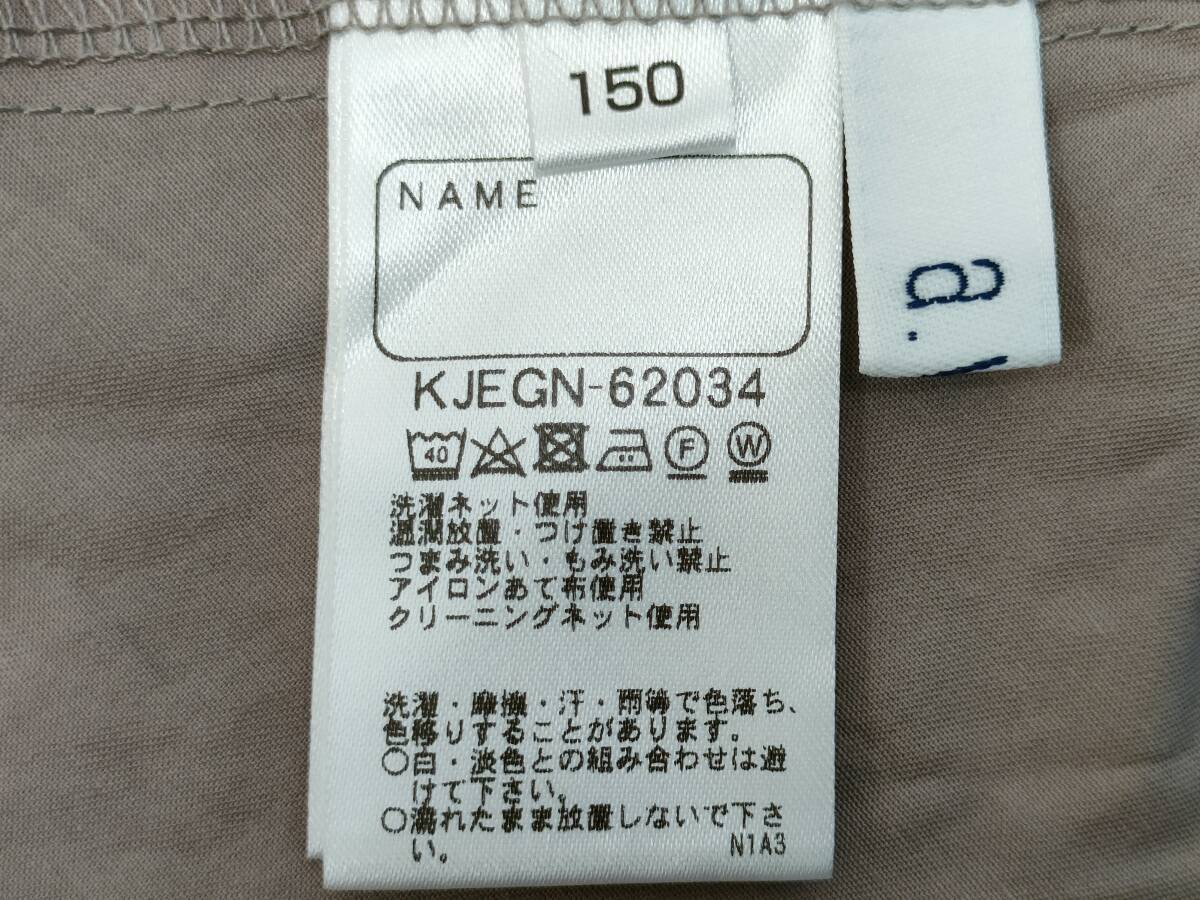 150
NAME
KJEGN-62034
40
F
W
洗濯ネット使用
温潤放置・つけ置き禁止
つまみ洗い・もみ洗い禁止
アイロンあて布使用
クリーニングネット使用
洗濯・摩擦・汗・雨等で色落ち、
色移りすることがあります。
○白・淡色との組み合わせは避
けて下さい。
○濡れたまま放置しないで下さ
い。
N1A3
a.